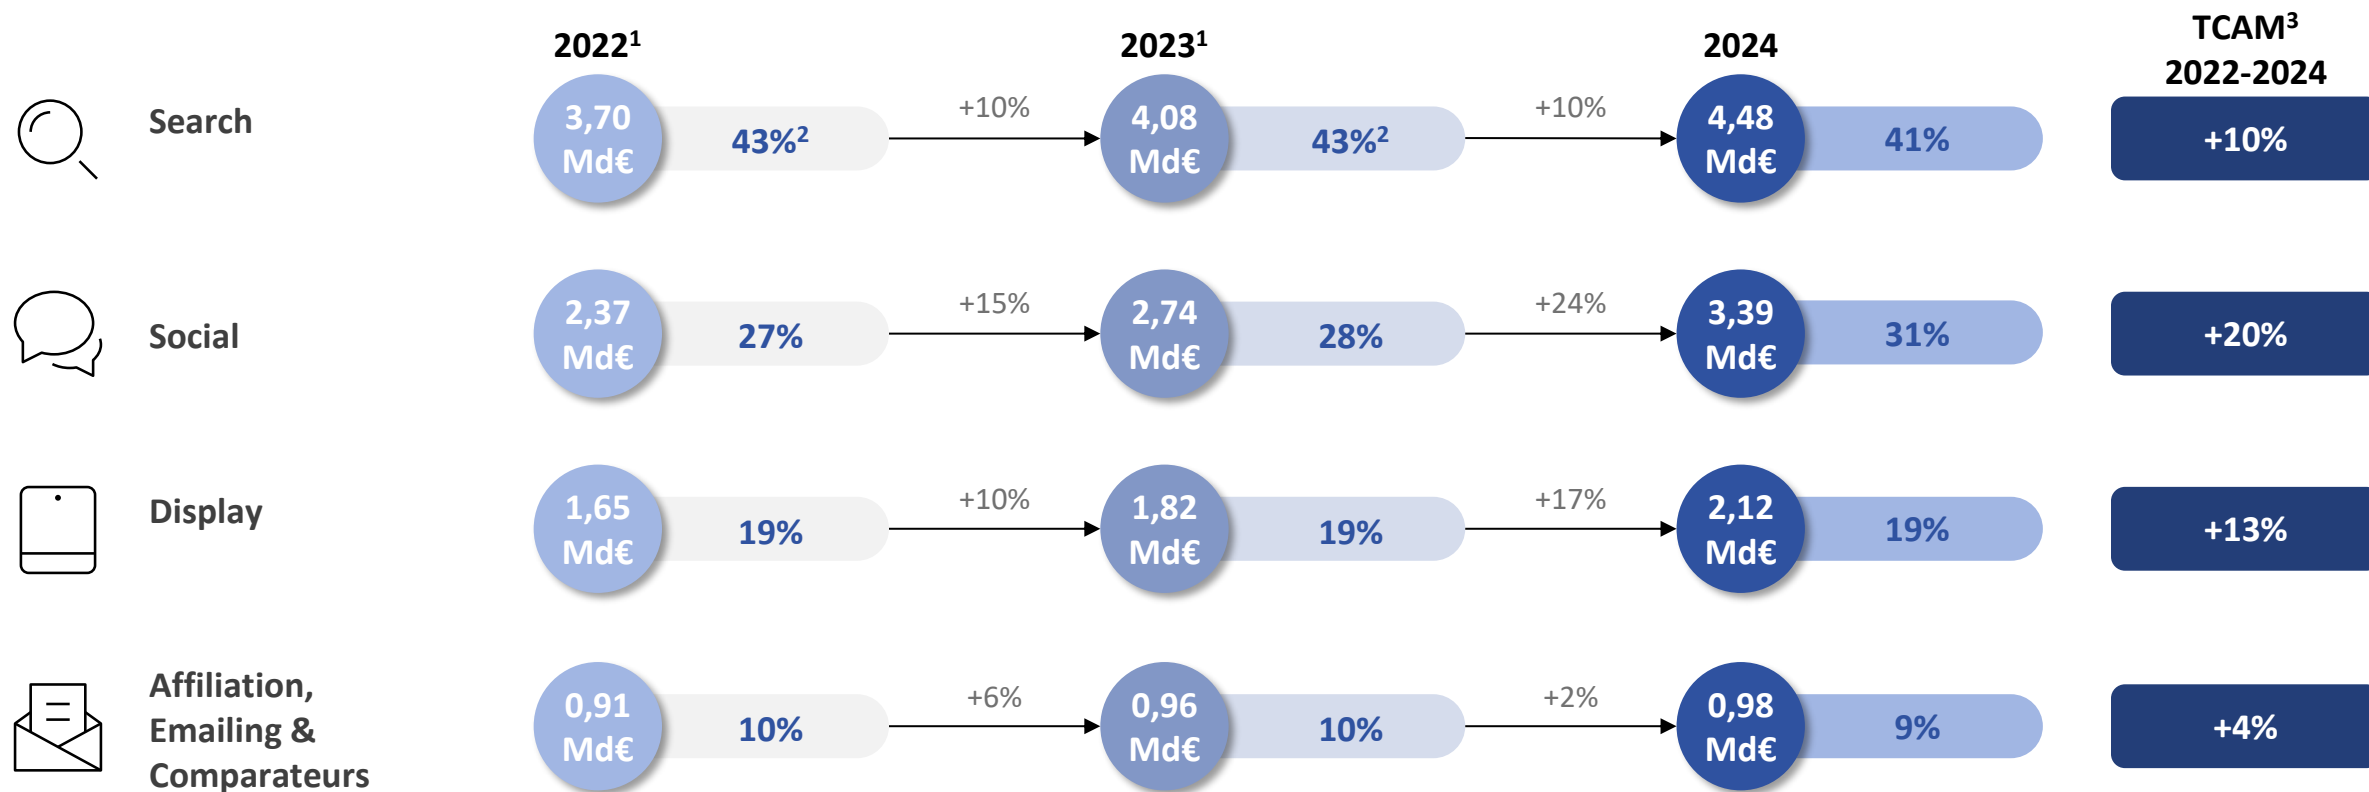 2022¹
2023¹
2024
TCAM³
2022-2024
Search
3,70
Md€
43%²
+10%
4,08
Md€
43%²
+10%
4,48
Md€
41%
+10%
Social
2,37
Md€
27%
+15%
2,74
Md€
28%
+24%
3,39
Md€
31%
+20%
Display
1,65
Md€
19%
+10%
1,82
Md€
19%
+17%
2,12
Md€
19%
+13%
Affiliation,
Emailing &
Comparateurs
0,91
Md€
10%
+6%
0,96
Md€
10%
+2%
0,98
Md€
9%
+4%